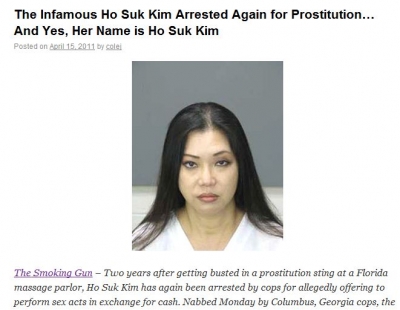 The Infamous Ho Suk Kim Arrested Again for Prostitution…
And Yes, Her Name is Ho Suk Kim
Posted on April 15, 2011 by colej
The Smoking Gun – Two years after getting busted in a prostitution sting at a Florida
massage parlor, Ho Suk Kim has again been arrested by cops for allegedly offering to
perform sex acts in exchange for cash. Nabbed Monday by Columbus, Georgia cops, the